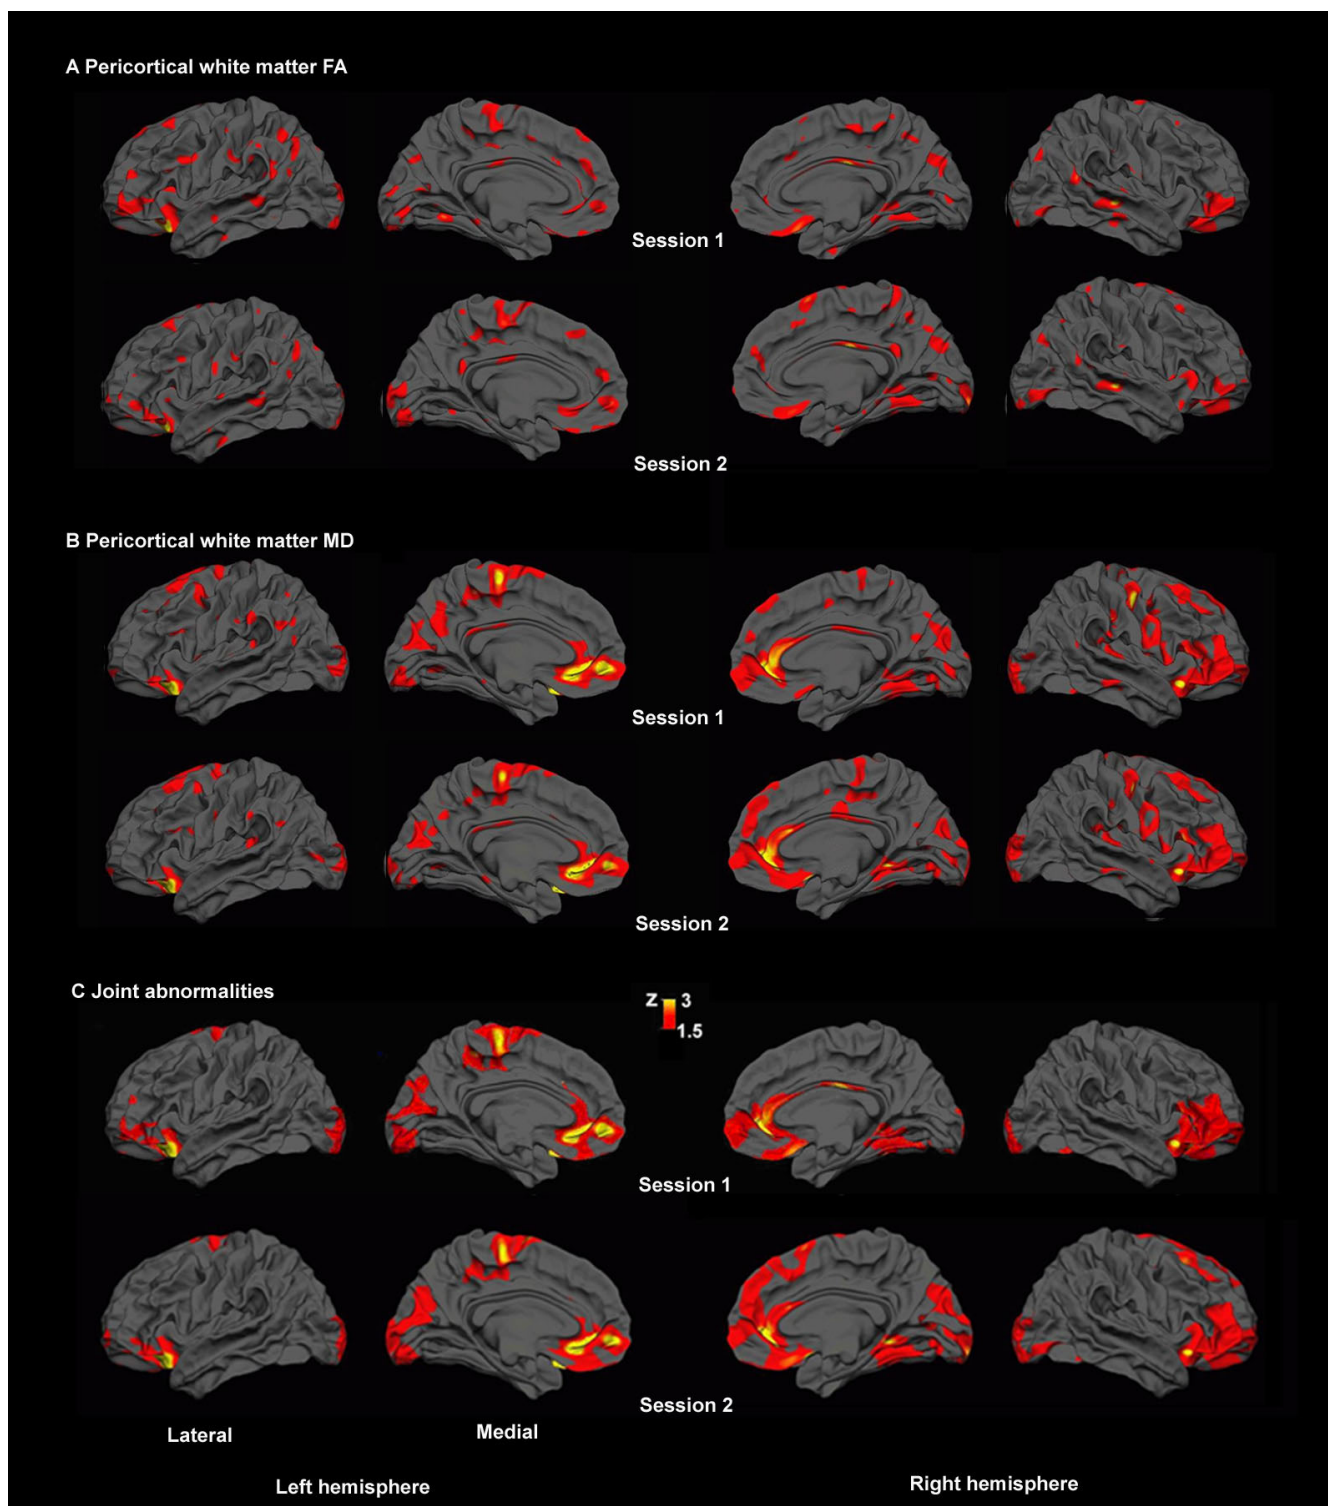 A Pericortical white matter FA
Session 1
Session 2
B Pericortical white matter MD
Session 1
Session 2
C Joint abnormalities
Z 3
1.5
Session 1
Session 2
Lateral
Medial
Left hemisphere
Right hemisphere